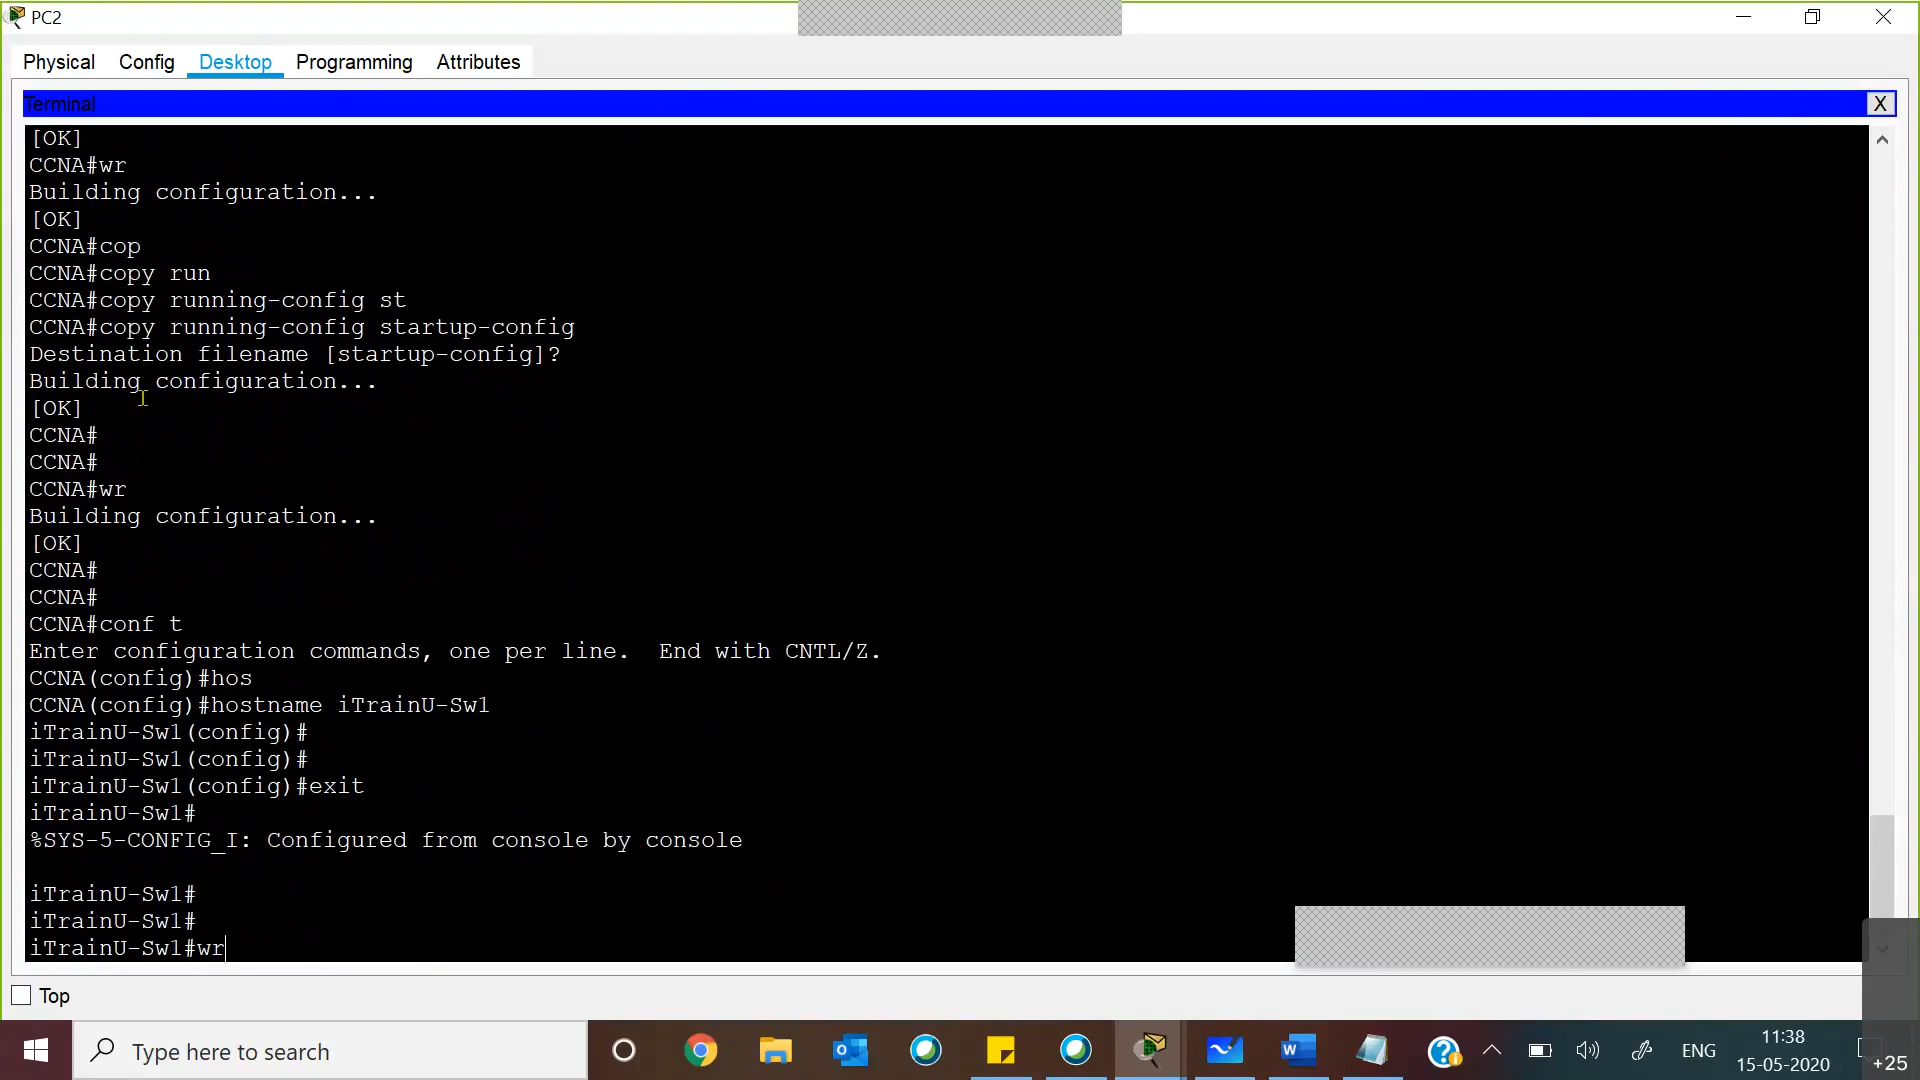 PC2
Physical Config Desktop Programming Attributes
Terminal X
[OK]
CCNA#wr
Building configuration...
[OK]
CCNA#cop
CCNA#copy run
CCNA#copy running-config st
CCNA#copy running-config startup-config
Destination filename [startup-config]?
Building configuration...
[OK]
CCNA#
CCNA#
CCNA#wr
Building configuration...
[OK]
CCNA#
CCNA#
CCNA#conf t
Enter configuration commands, one per line.  End with CNTL/Z.
CCNA(config)#hos
CCNA(config)#hostname iTrainU-Sw1
iTrainU-Sw1(config)#
iTrainU-Sw1(config)#
iTrainU-Sw1(config)#exit
iTrainU-Sw1#
%SYS-5-CONFIG_I: Configured from console by console
iTrainU-Sw1#
iTrainU-Sw1#
iTrainU-Sw1#wr
Top
Type here to search
ENG
11:38
15-05-2020
+25